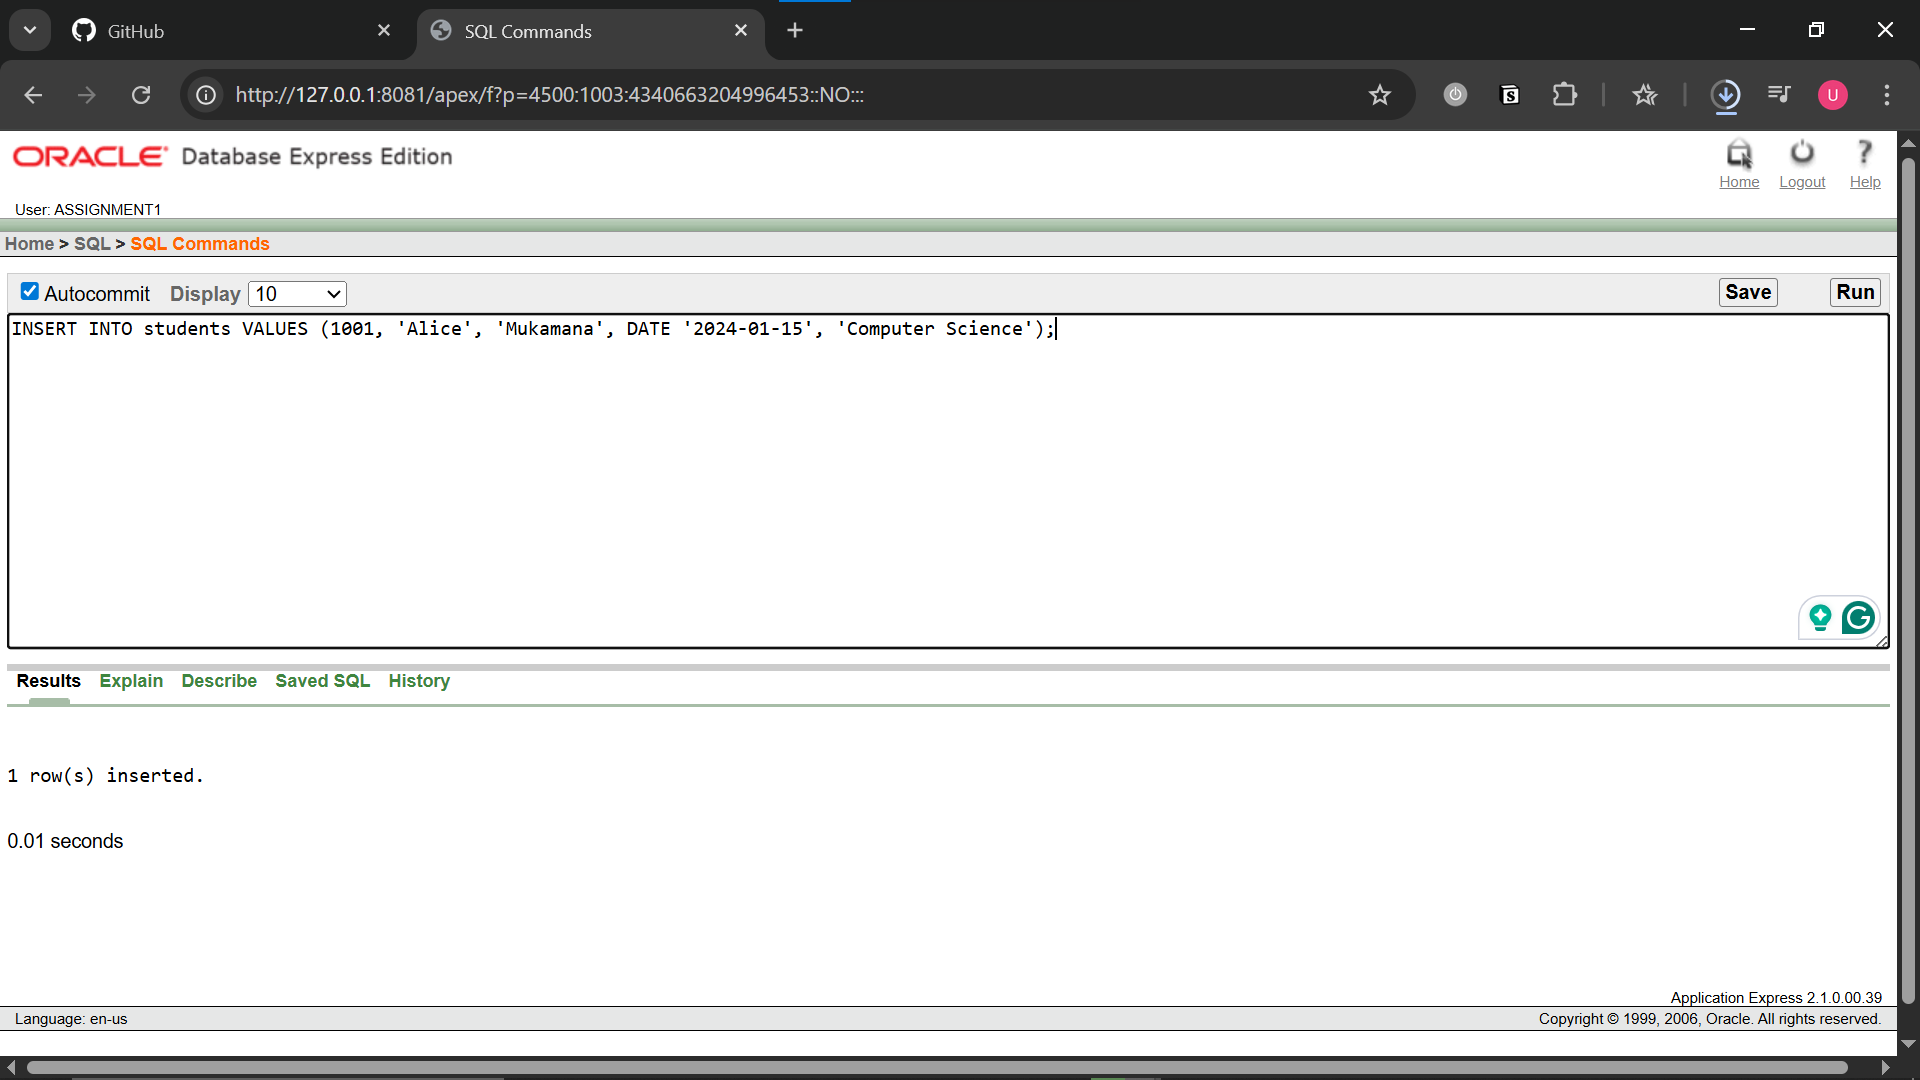 GitHub
SQL Commands
http://127.0.0.1:8081/apex/f?p=4500:1003:4340663204996453::NO:::
U
ORACLE Database Express Edition
Home Logout Help
User: ASSIGNMENT1
Home > SQL > SQL Commands
Autocommit Display 10 Save Run
INSERT INTO students VALUES (1001, 'Alice', 'Mukamana', DATE '2024-01-15', 'Computer Science');
Results Explain Describe Saved SQL History
1 row(s) inserted.
0.01 seconds
Application Express 2.1.0.00.39
Language: en-us Copyright © 1999, 2006, Oracle. All rights reserved.